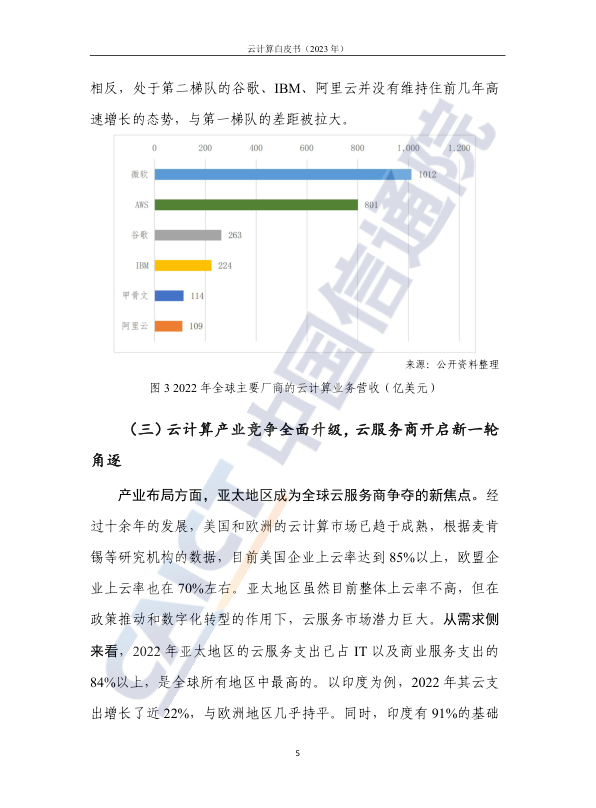 云计算白皮书（2023 年）
相反，处于第二梯队的谷歌、IBM、阿里云并没有维持住前几年高
速增长的态势，与第一梯队的差距被拉大。
0 200 400 600 800 1,000 1,200
微软 1012
AWS 801
谷歌 263
IBM 224
甲骨文 114
阿里云 109
来源：公开资料整理
图 3 2022 年全球主要厂商的云计算业务营收（亿美元）
（三）云计算产业竞争全面升级，云服务商开启新一轮
角逐
产业布局方面，亚太地区成为全球云服务商争夺的新焦点。经
过十余年的发展，美国和欧洲的云计算市场已趋于成熟，根据麦肯
锡等研究机构的数据，目前美国企业上云率达到 85%以上，欧盟企
业上云率也在 70%左右。亚太地区虽然目前整体上云率不高，但在
政策推动和数字化转型的作用下，云服务市场潜力巨大。从需求侧
来看，2022 年亚太地区的云服务支出已占 IT 以及商业服务支出的
84%以上，是全球所有地区中最高的。以印度为例，2022 年其云支
出增长了近 22%，与欧洲地区几乎持平。同时，印度有 91%的基础
5
CAICT 中国信通院